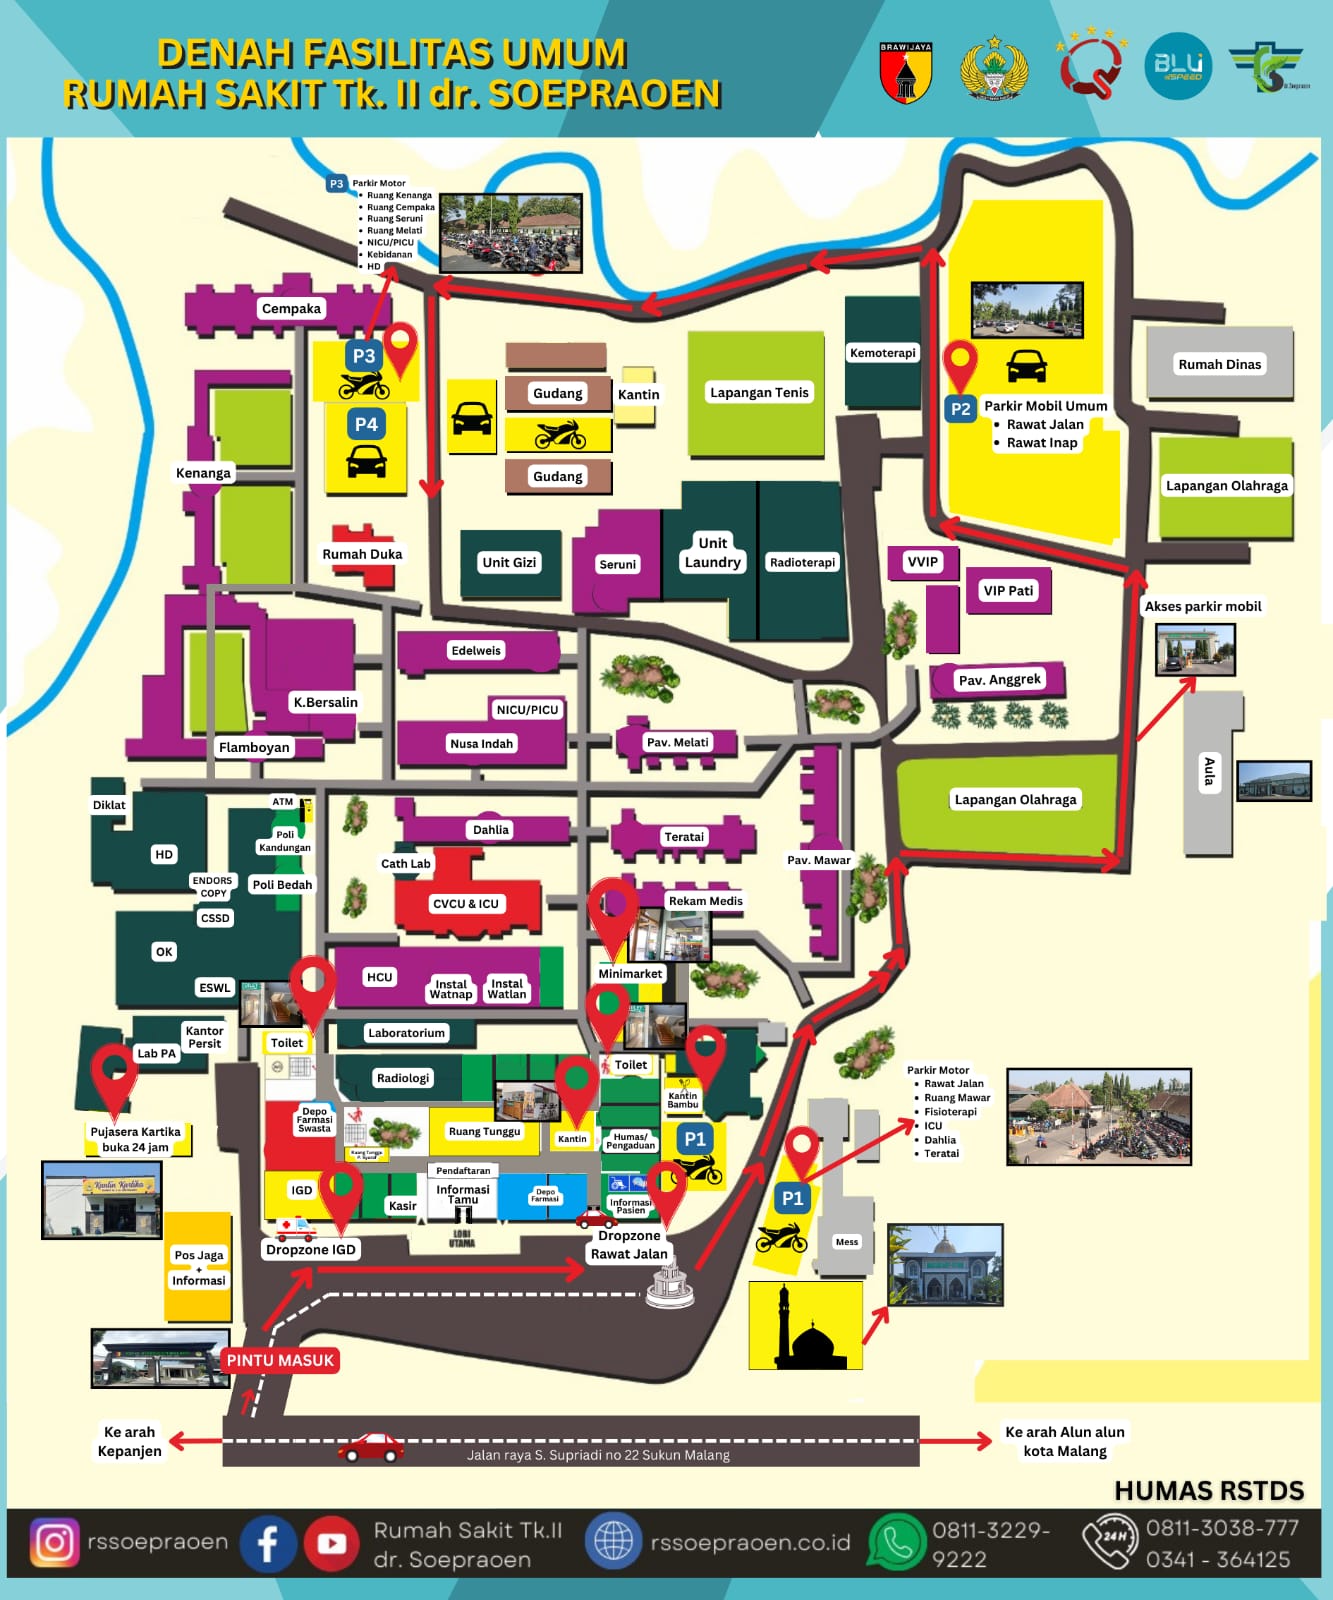 DENAH FASILITAS UMUM
RUMAH SAKIT Tk. II dr. SOEPRAOEN
BRAWIJAYA
BLU
SPEED
dr. Soepraoen
P3 Parkir Motor
• Ruang Kenanga
• Ruang Cempaka
• Ruang Seruni
• Ruang Melati
• NICU/PICU
• Kebidanan
• HD
Cempaka
P3
P4
Kenanga
Rumah Duka
Gudang
Kantin
Gudang
Lapangan Tenis
Kemoterapi
P2
Parkir Mobil Umum
• Rawat Jalan
• Rawat Inap
Rumah Dinas
Lapangan Olahraga
Unit Gizi
Seruni
Unit
Laundry
Radioterapi
VVIP
VIP Pati
Akses parkir mobil
Edelweis
K.Bersalin
NICU/PICU
Nusa Indah
Flamboyan
Pav. Melati
Pav. Anggrek
Aula
Lapangan Olahraga
Diklat
HD
ATM
Poli
Kandungan
Poli Bedah
ENDORS
COPY
CSSD
OK
ESWL
Dahlia
Cath Lab
CVCU & ICU
Teratai
Pav. Mawar
Rekam Medis
HCU
Instal
Watnap
Instal
Watlan
Minimarket
Kantor
Persit
Lab PA
Toilet
Laboratorium
Radiologi
Toilet
Kantin
Bambu
Pujasera Kartika
buka 24 jam
Kantin Kartika
Depo
Farmasi
Swasta
Ruang Tunggu
Kantin
Humas/
Pengaduan
P1
Parkir Motor
• Rawat Jalan
• Ruang Mawar
• Fisioterapi
• ICU
• Dahlia
• Teratai
P1
Mess
IGD
Kasir
Pendaftaran
Informasi
Tamu
Depo
Farmasi
Informasi
Pasien
LOBI
UTAMA
Dropzone IGD
Dropzone
Rawat Jalan
Pos Jaga
+
Informasi
PINTU MASUK
Ke arah
Kepanjen
Jalan raya S. Supriadi no 22 Sukun Malang
Ke arah Alun alun
kota Malang
HUMAS RSTDS
rssoepraoen
Rumah Sakit Tk.II
dr. Soepraoen
rssoepraoen.co.id
0811-3229-
9222
24H
0811-3038-777
0341 - 364125